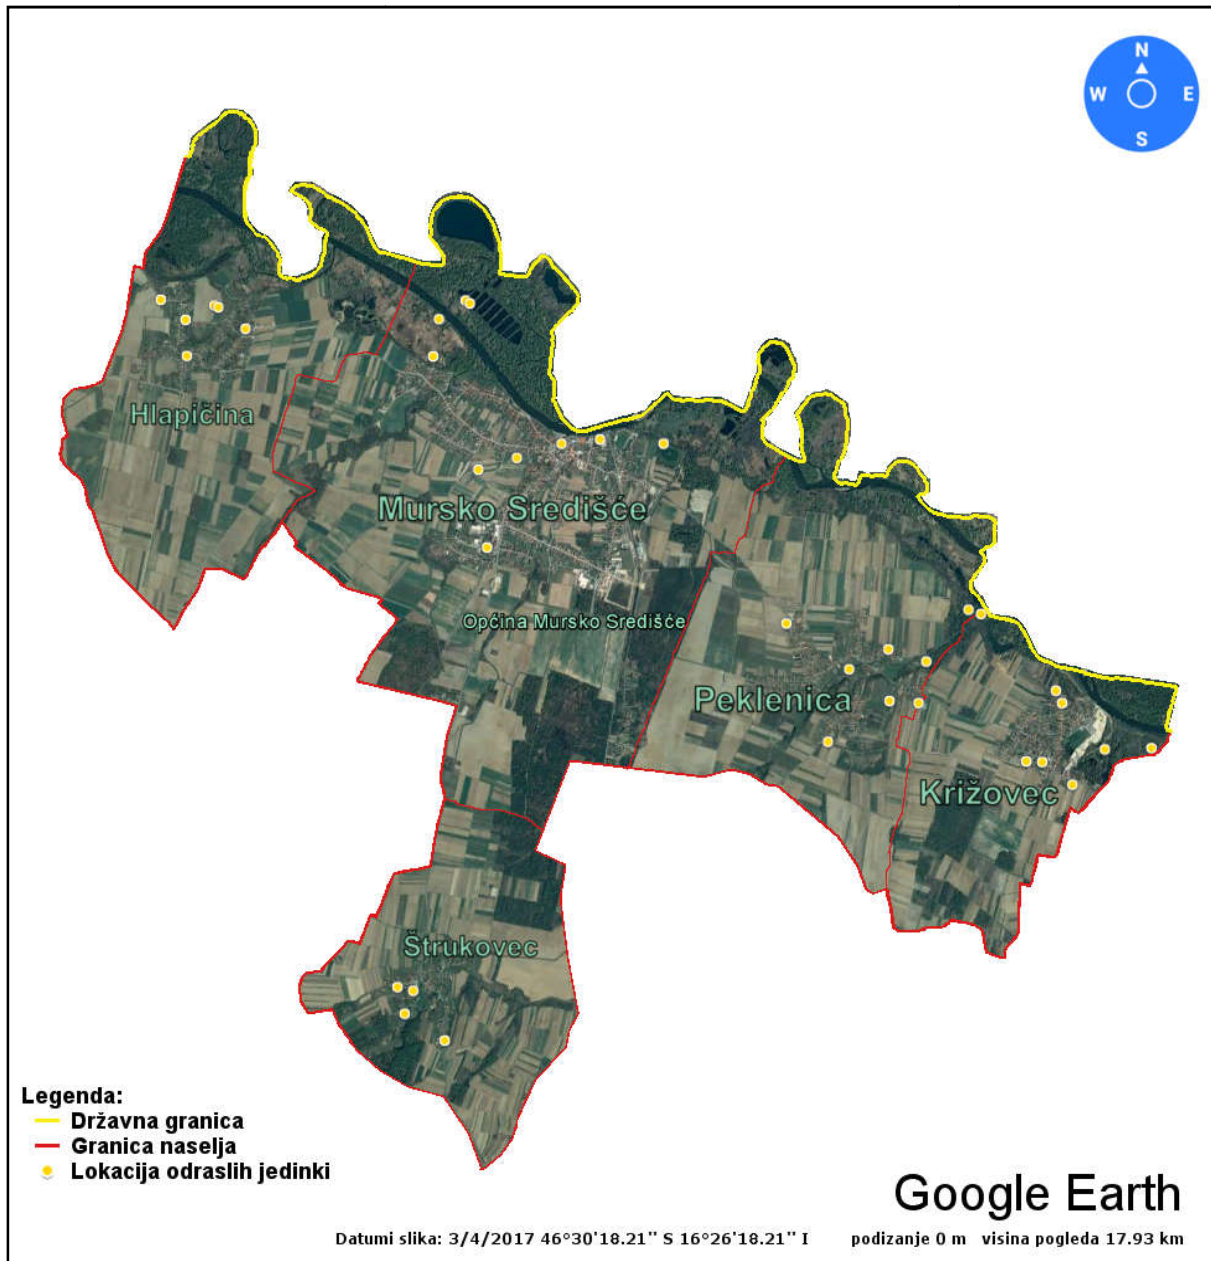 N
W E
S
Hlapičina
Mursko Središće
Općina Mursko Središće
Peklenica
Križovec
Štrukovec
Legenda:
Državna granica
Granica naselja
Lokacija odraslih jedinki
Google Earth
Datumi slika: 3/4/2017 46°30'18.21'' S 16°26'18.21'' I podizanje 0 m visina pogleda 17.93 km